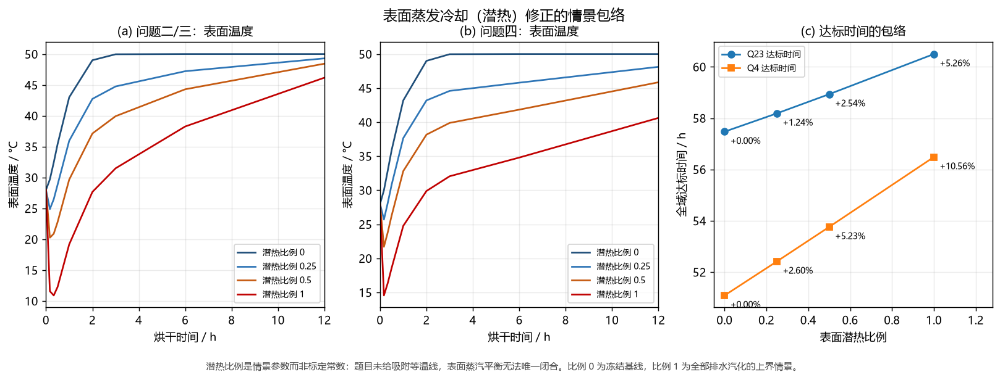 表面蒸发冷却（潜热）修正的情景包络
(a) 问题二/三：表面温度
50
45
40
35
30
25
20
15
10
0
2
4
6
8
10
12
表面温度 / °C
烘干时间 / h
潜热比例 0
潜热比例 0.25
潜热比例 0.5
潜热比例 1
(b) 问题四：表面温度
50
45
40
35
30
25
20
15
0
2
4
6
8
10
12
表面温度 / °C
烘干时间 / h
潜热比例 0
潜热比例 0.25
潜热比例 0.5
潜热比例 1
(c) 达标时间的包络
Q23 达标时间
Q4 达标时间
60
58
56
54
52
0.0
0.2
0.4
0.6
0.8
1.0
1.2
全域达标时间 / h
表面潜热比例
+0.00%
+1.24%
+2.54%
+5.26%
+0.00%
+2.60%
+5.23%
+10.56%
潜热比例是情景参数而非标定常数：题目未给吸附等温线，表面蒸汽平衡无法唯一闭合。比例 0 为冻结基线，比例 1 为全部排水汽化的上界情景。